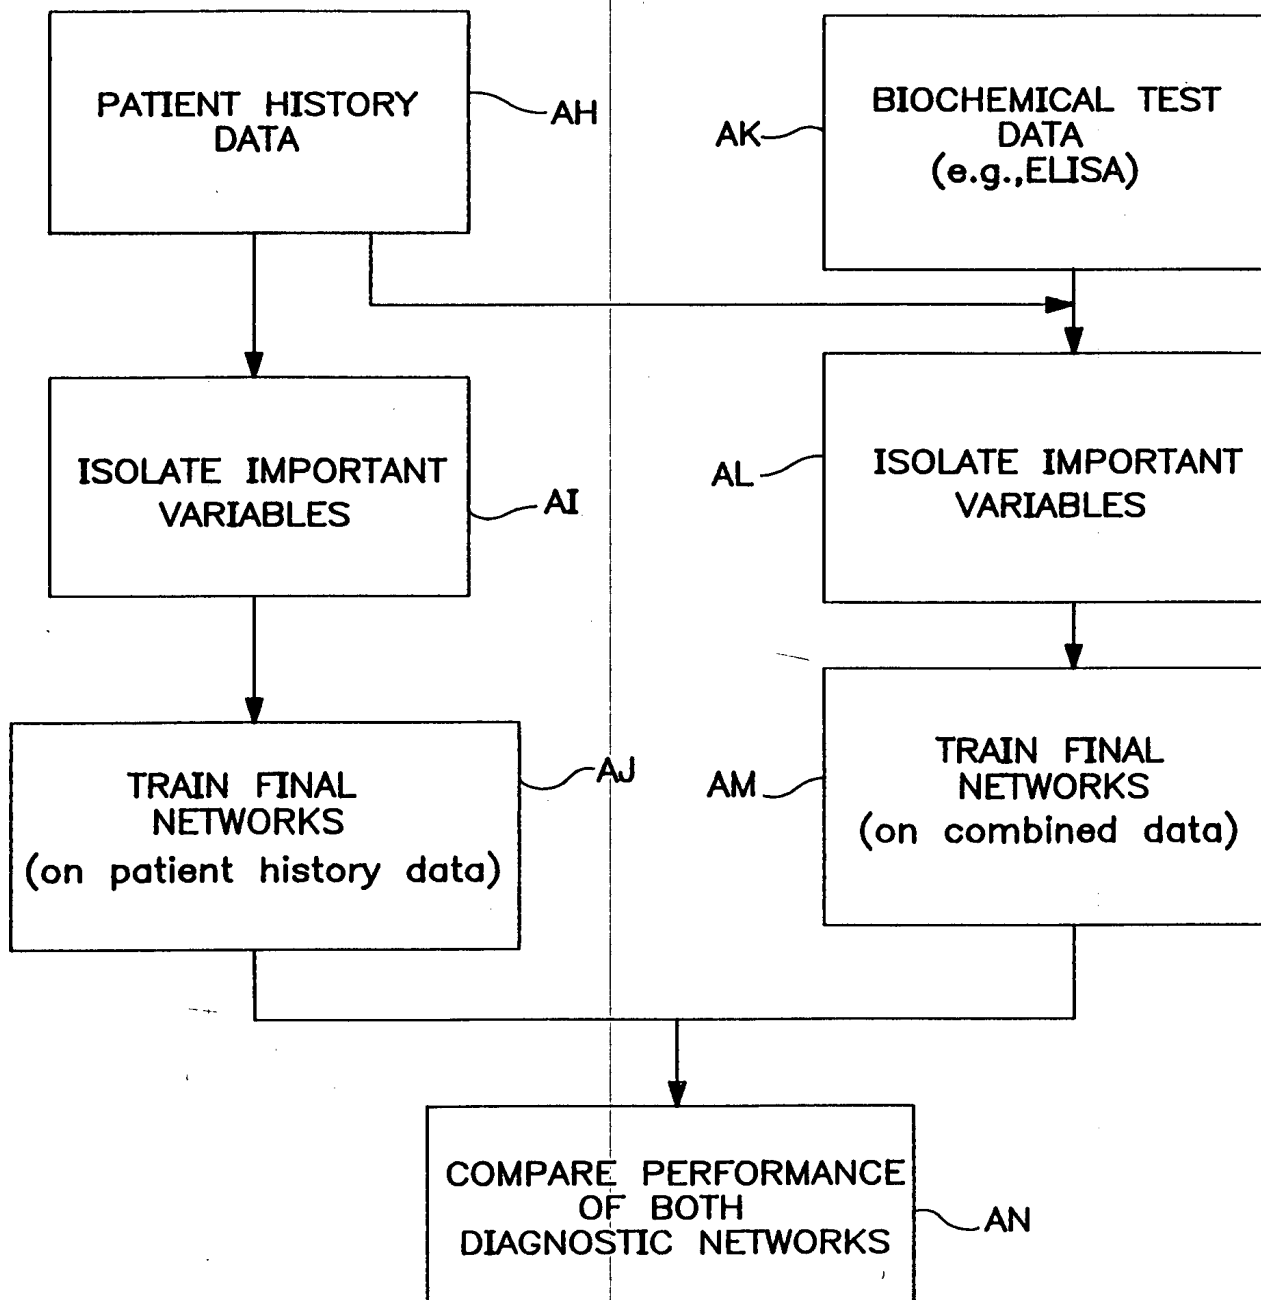 PATIENT HISTORY
DATA
AH
BIOCHEMICAL TEST
DATA
(e.g.,ELISA)
AK
ISOLATE IMPORTANT
VARIABLES
AI
ISOLATE IMPORTANT
VARIABLES
AL
TRAIN FINAL
NETWORKS
(on patient history data)
AJ
TRAIN FINAL
NETWORKS
(on combined data)
AM
COMPARE PERFORMANCE
OF BOTH
DIAGNOSTIC NETWORKS
AN